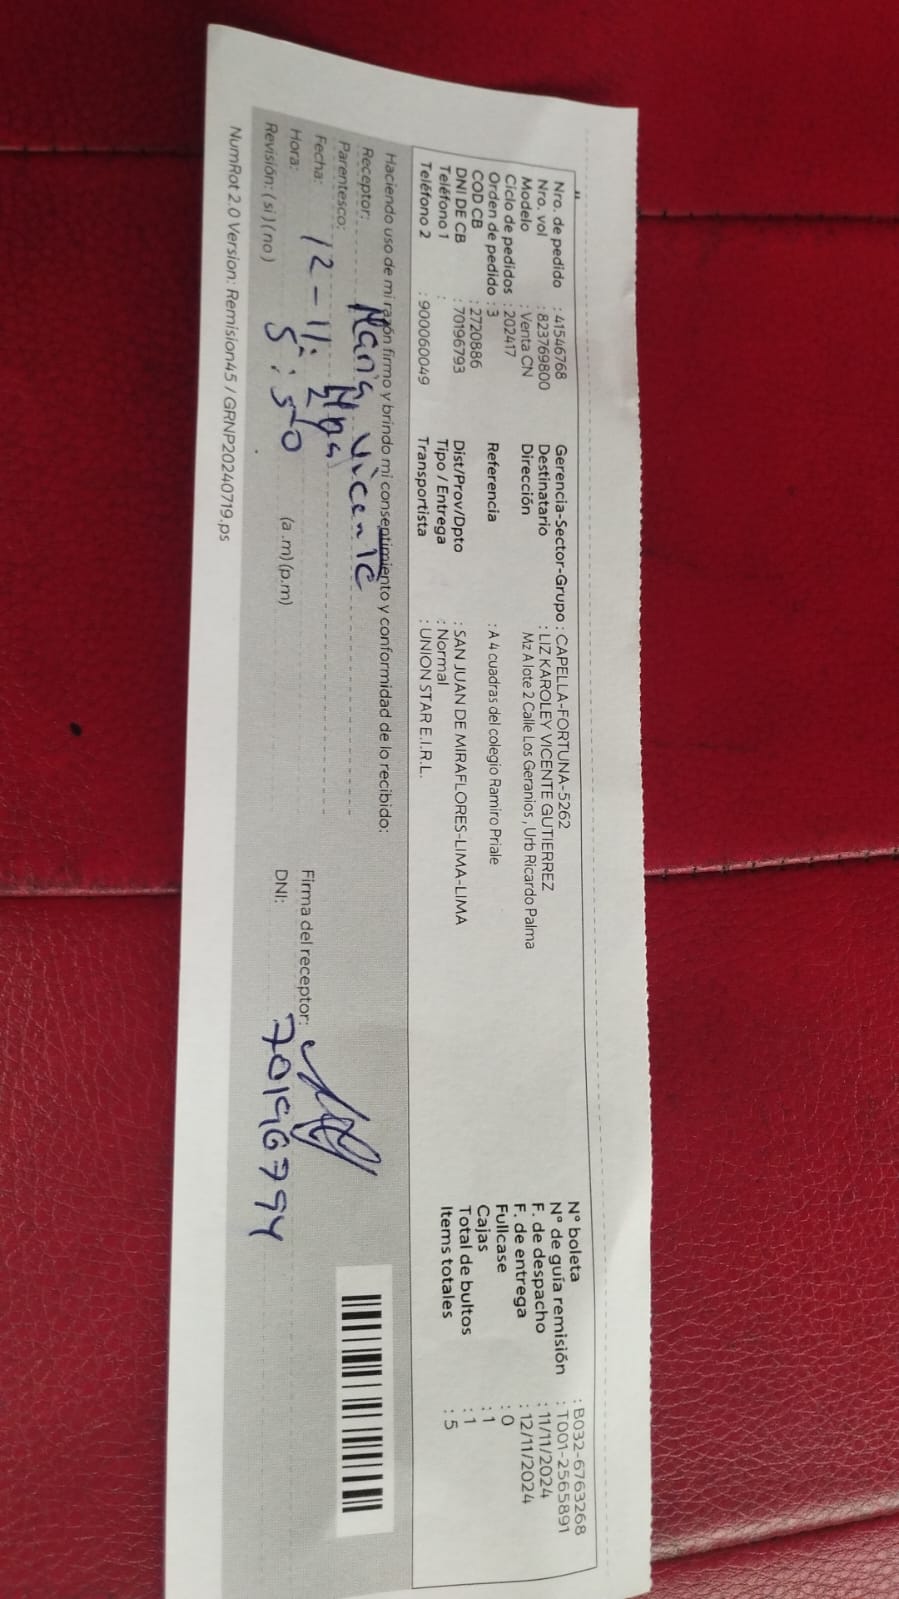 Nro. de pedido : 41546768
Nro. vol : 823769800
Modelo : Venta CN
Ciclo de pedidos : 202417
Orden de pedido : 3
COD CB : 2720886
DNI DE CB : 70196793
Teléfono 1 :
Teléfono 2 : 900060049
Gerencia-Sector-Grupo : CAPELLA-FORTUNA-5262
Destinatario : LIZ KAROLEY VICENTE GUTIERREZ
Dirección Mz A lote 2 Calle Los Geranios , Urb Ricardo Palma
Referencia : A 4 cuadras del colegio Ramiro Priale
Dist/Prov/Dpto : SAN JUAN DE MIRAFLORES-LIMA-LIMA
Tipo / Entrega : Normal
Transportista : UNION STAR E.I.R.L.
N° boleta : B032-6763268
N° de guía remisión : T001-2565891
F. de despacho : 11/11/2024
F. de entrega : 12/11/2024
Fullcase : 0
Cajas : 1
Total de bultos : 1
Items totales : 5
Haciendo uso de mi razón firmo y brindo mi consentimiento y conformidad de lo recibido:
Receptor: Maria Vicente
Parentesco:
Fecha: 12-11-24
Hora: 5:50 (a .m) (p.m)
Revisión: ( si ) ( no )
Firma del receptor:
DNI: 70196794
NumRot 2.0 Version: Remision45 / GRNP20240719.ps